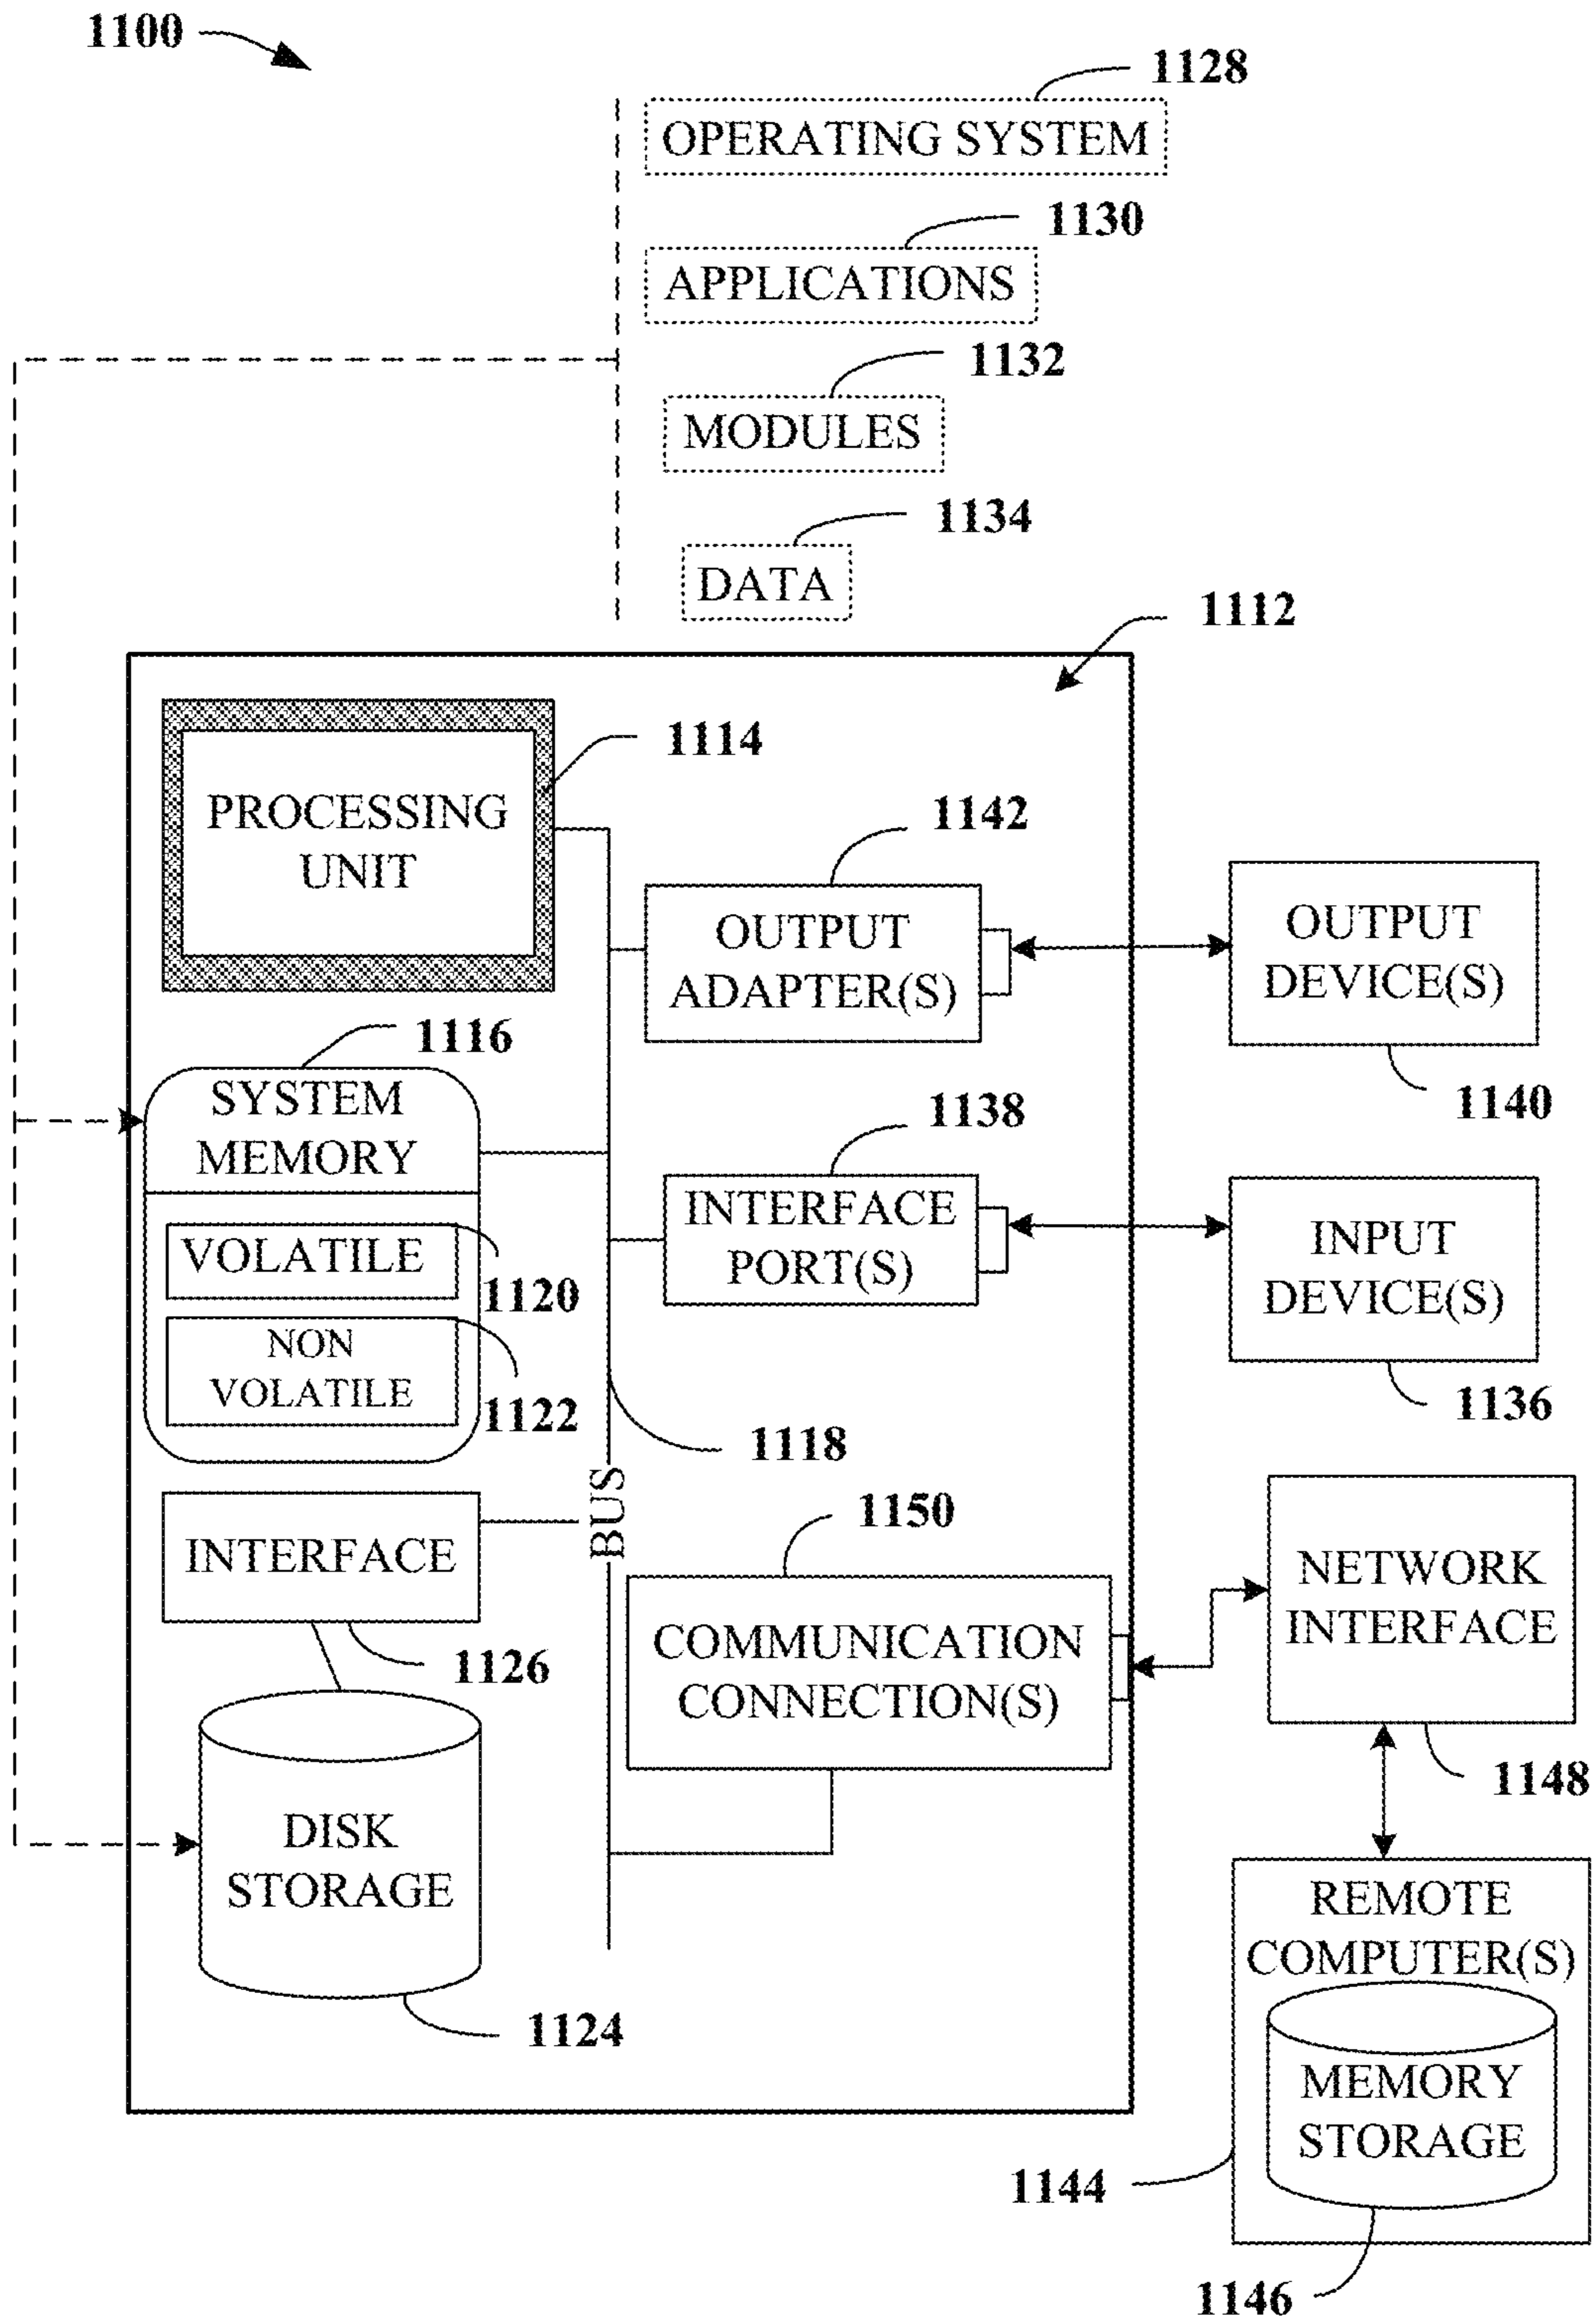 1100
1128
OPERATING SYSTEM
1130
APPLICATIONS
1132
MODULES
1134
DATA
1112
1114
PROCESSING
UNIT
1142
OUTPUT
ADAPTER(S)
OUTPUT
DEVICE(S)
1140
1116
SYSTEM
MEMORY
VOLATILE
1120
NON
VOLATILE
1122
1138
INTERFACE
PORT(S)
INPUT
DEVICE(S)
1136
1118
BUS
INTERFACE
1126
1150
COMMUNICATION
CONNECTION(S)
NETWORK
INTERFACE
1148
DISK
STORAGE
1124
REMOTE
COMPUTER(S)
MEMORY
STORAGE
1144
1146